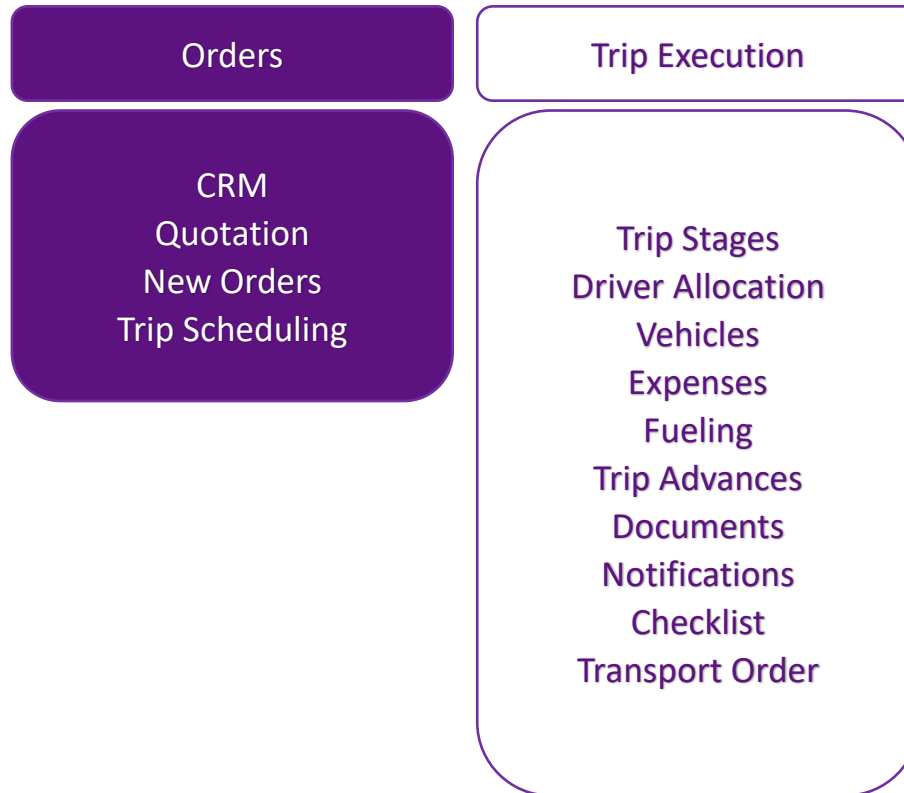 Orders
CRM
Quotation
New Orders
Trip Scheduling
Trip Execution
Trip Stages
Driver Allocation
Vehicles
Expenses
Fueling
Trip Advances
Documents
Notifications
Checklist
Transport Order